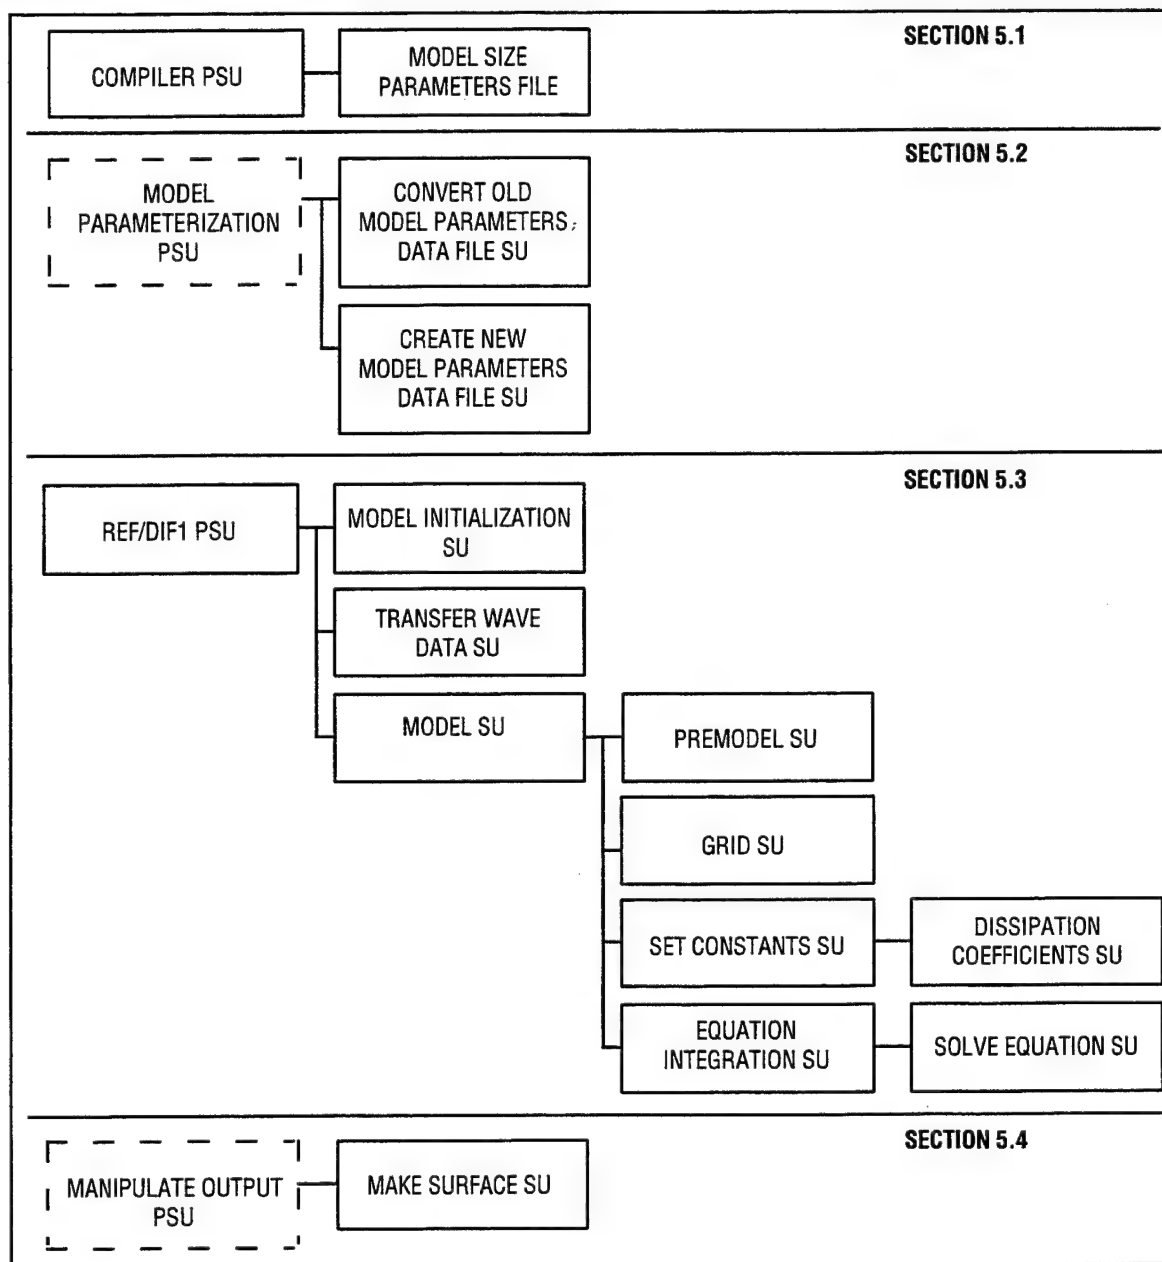 SECTION 5.1
COMPILER PSU
MODEL SIZE
PARAMETERS FILE
SECTION 5.2
MODEL
PARAMETERIZATION
PSU
CONVERT OLD
MODEL PARAMETERS
DATA FILE SU
CREATE NEW
MODEL PARAMETERS
DATA FILE SU
SECTION 5.3
REF/DIF1 PSU
MODEL INITIALIZATION
SU
TRANSFER WAVE
DATA SU
MODEL SU
PREMODEL SU
GRID SU
SET CONSTANTS SU
DISSIPATION
COEFFICIENTS SU
EQUATION
INTEGRATION SU
SOLVE EQUATION SU
SECTION 5.4
MANIPULATE OUTPUT
PSU
MAKE SURFACE SU